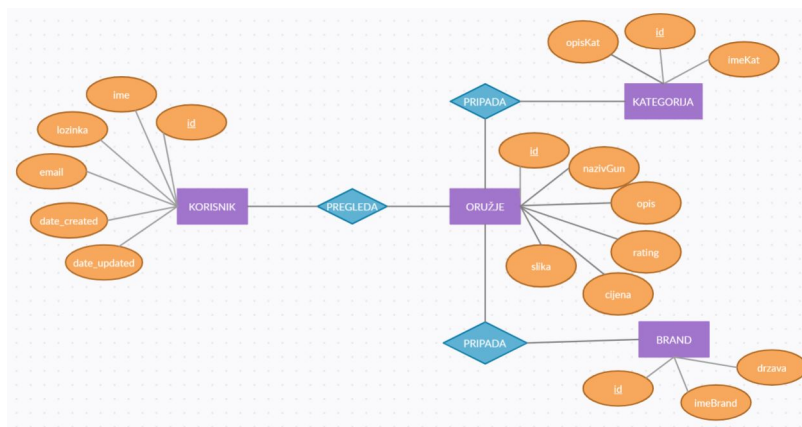 opisKat
id
imeKat
PRIPADA
KATEGORIJA
ime
lozinka
id
email
date_created
date_updated
KORISNIK
PREGLEDA
ORUŽJE
id
nazivGun
opis
rating
cijena
slika
PRIPADA
BRAND
id
imeBrand
drzava